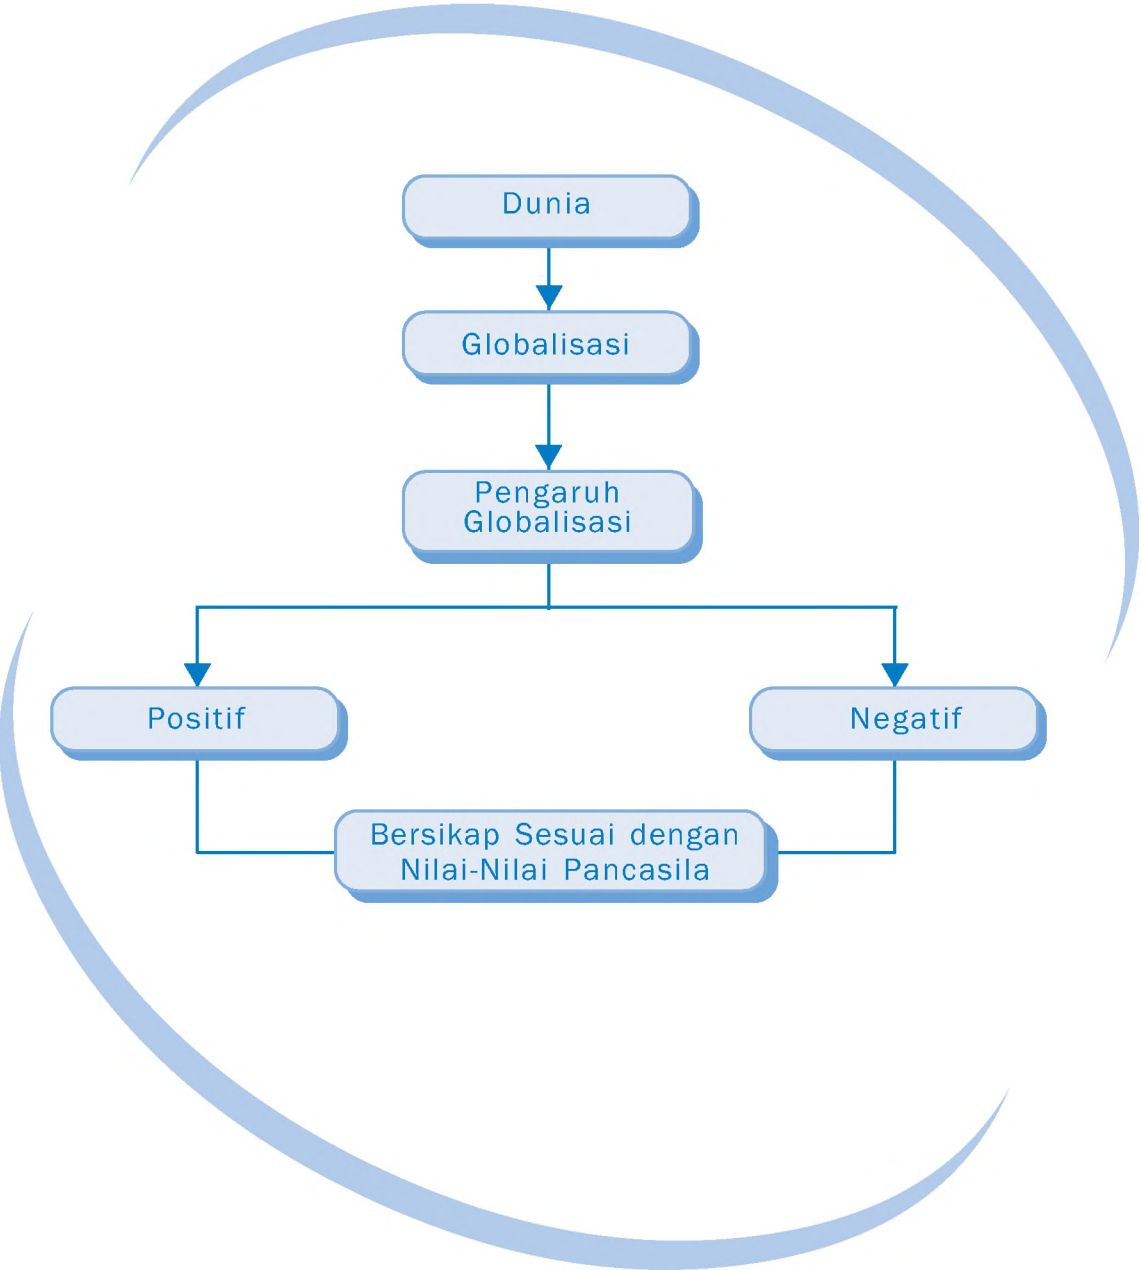 Dunia
Globalisasi
Pengaruh
Globalisasi
Positif
Negatif
Bersikap Sesuai dengan
Nilai-Nilai Pancasila